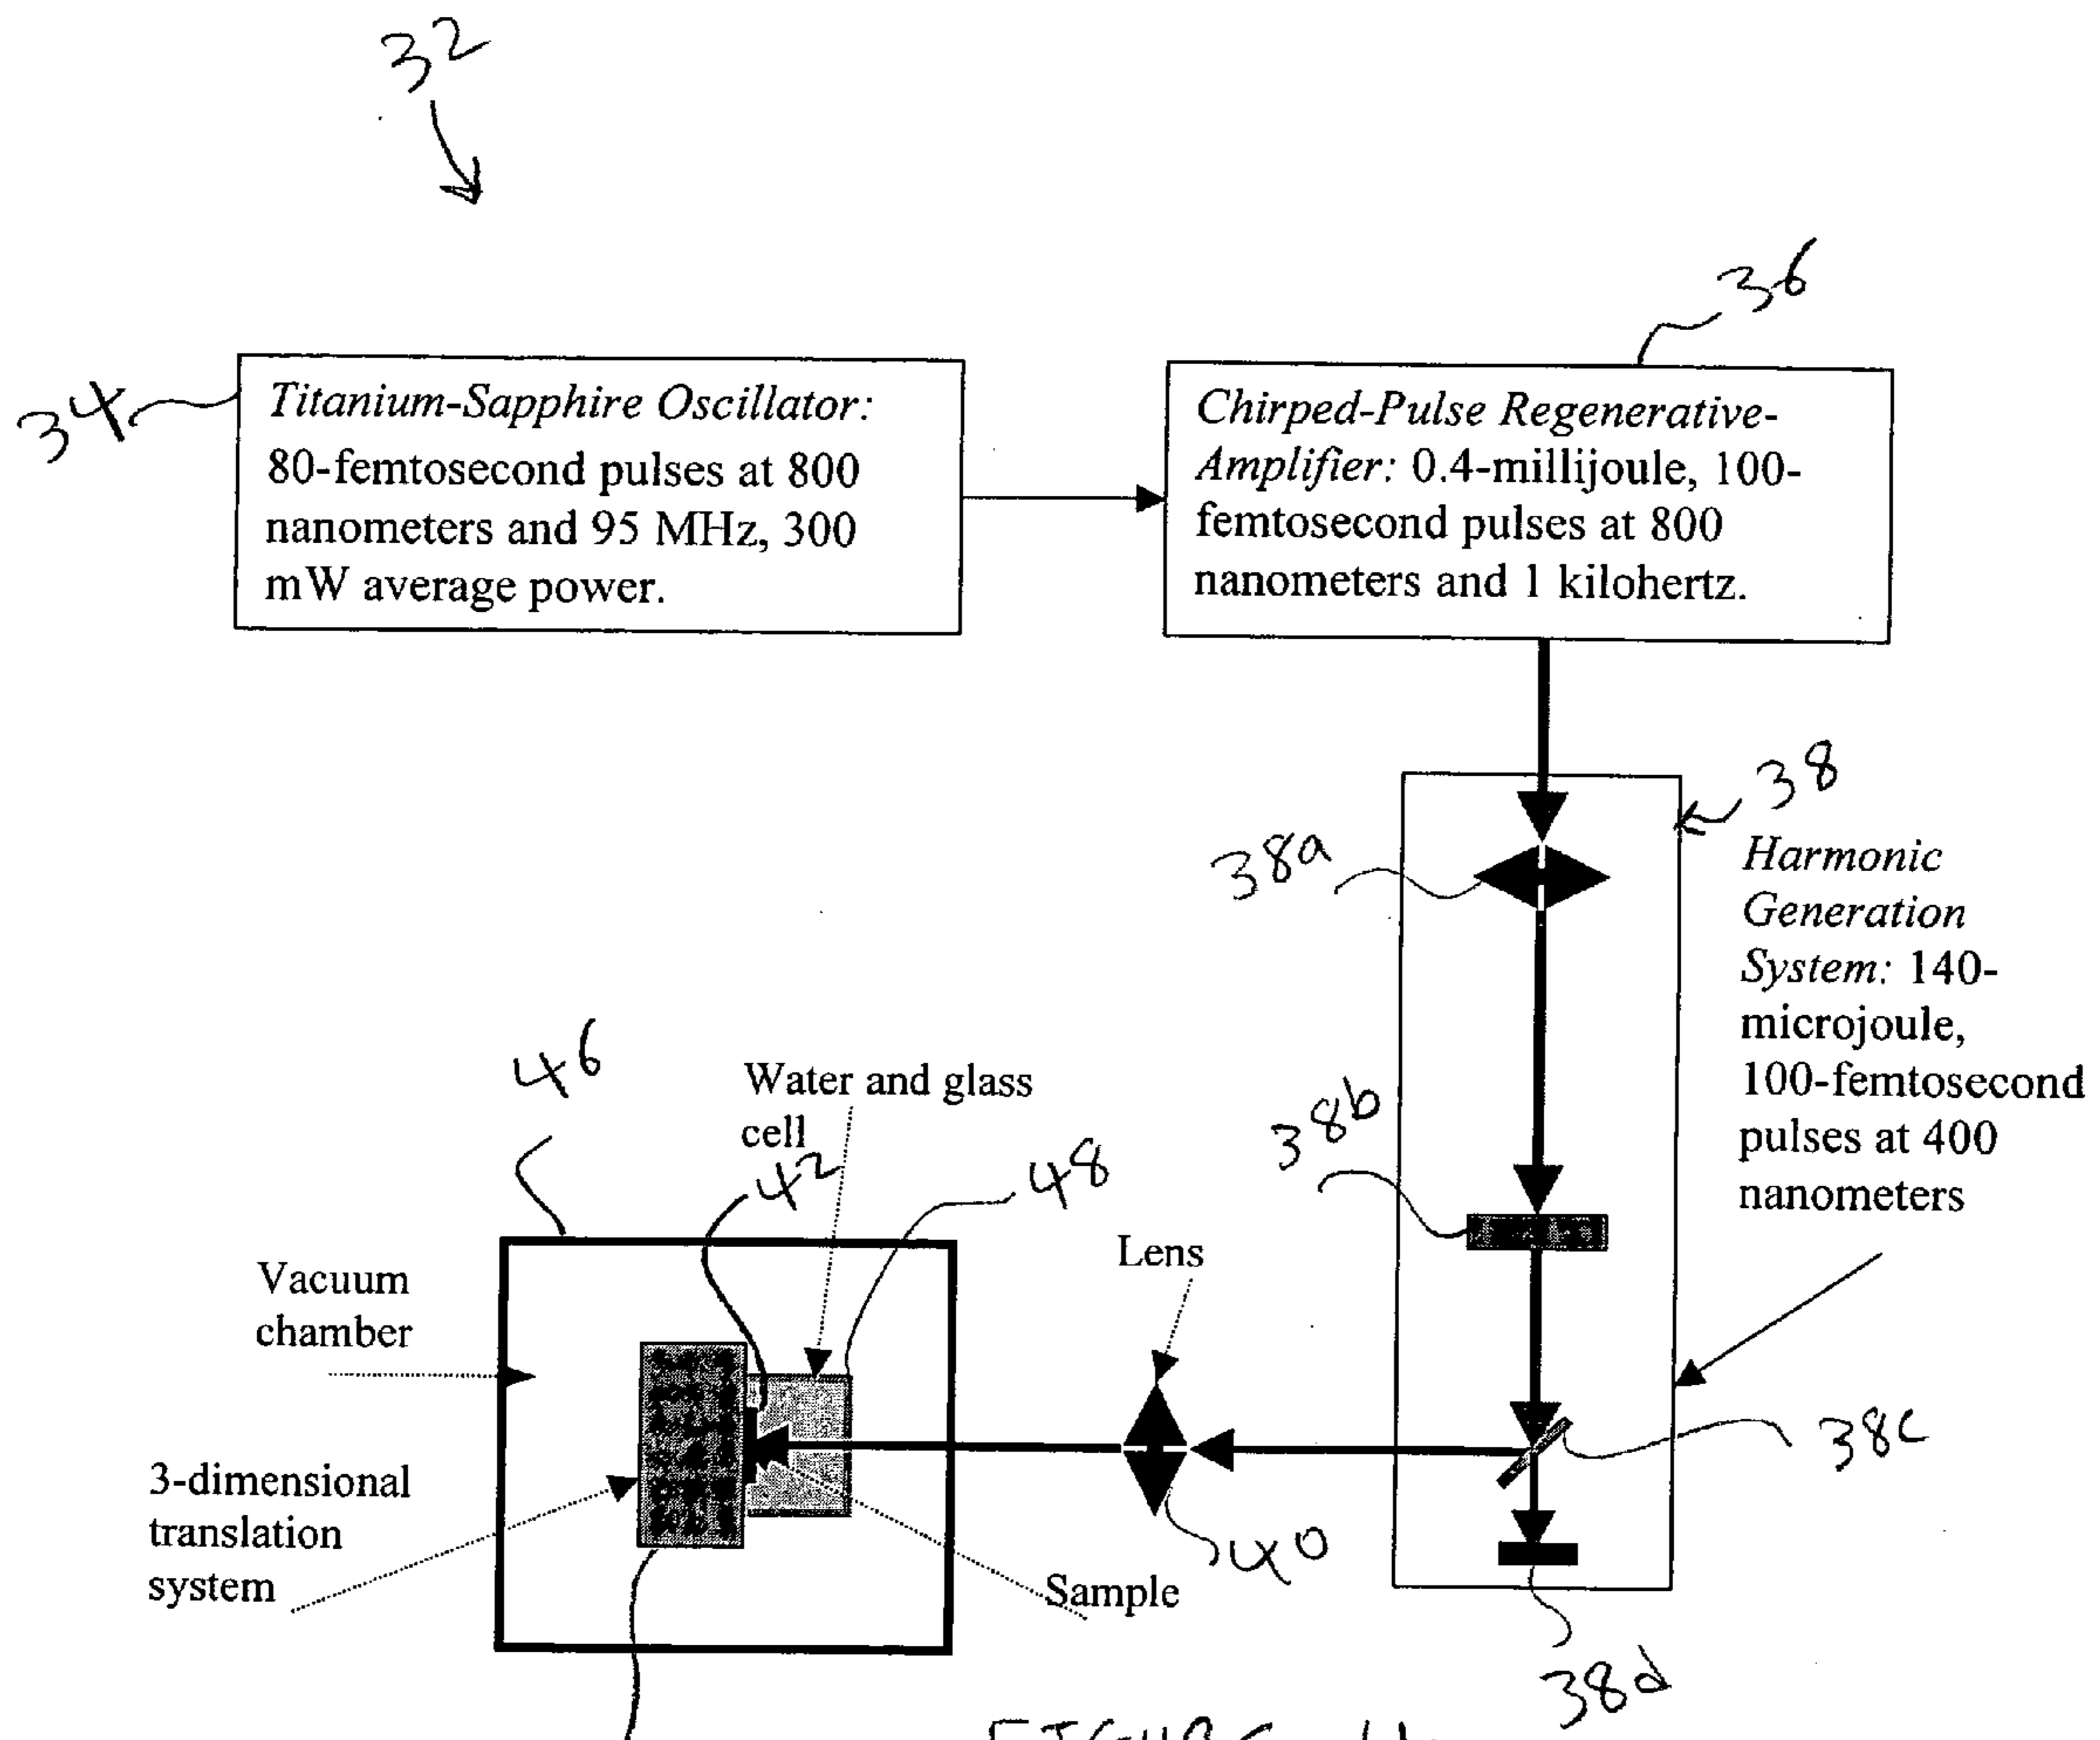 32
36
34
Titanium-Sapphire Oscillator:
80-femtosecond pulses at 800
nanometers and 95 MHz, 300
mW average power.
Chirped-Pulse Regenerative-
Amplifier: 0.4-millijoule, 100-
femtosecond pulses at 800
nanometers and 1 kilohertz.
38
38a
Harmonic
Generation
System: 140-
microjoule,
100-femtosecond
pulses at 400
nanometers
38b
46
Water and glass
cell
42
48
Lens
Vacuum
chamber
38c
3-dimensional
translation
system
40
Sample
38d